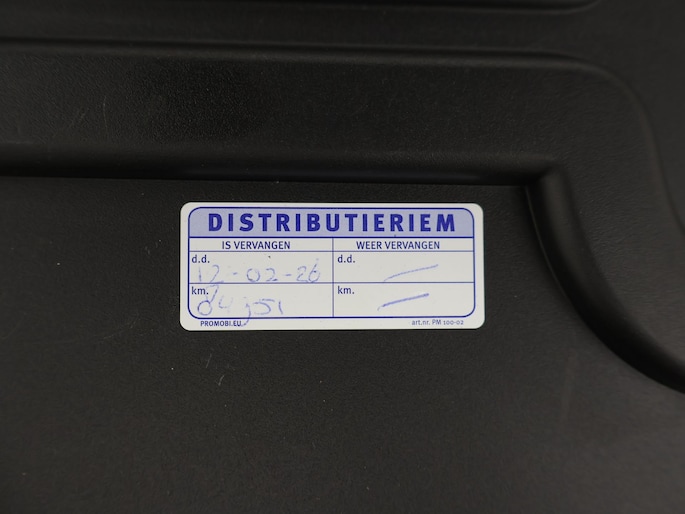 DISTRIBUTIERIEM
IS VERVANGEN WEER VERVANGEN
d.d. 12-02-26 d.d. —
km. km. —
PROMOBI.EU art.nr. PM 100-02